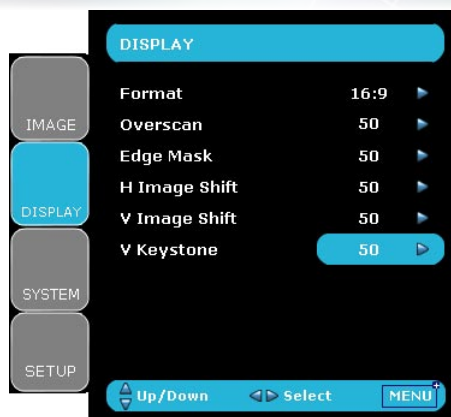 DISPLAY
IMAGE
DISPLAY
SYSTEM
SETUP
Format 16:9
Overscan 50
Edge Mask 50
H Image Shift 50
V Image Shift 50
V Keystone 50
Up/Down Select MENU